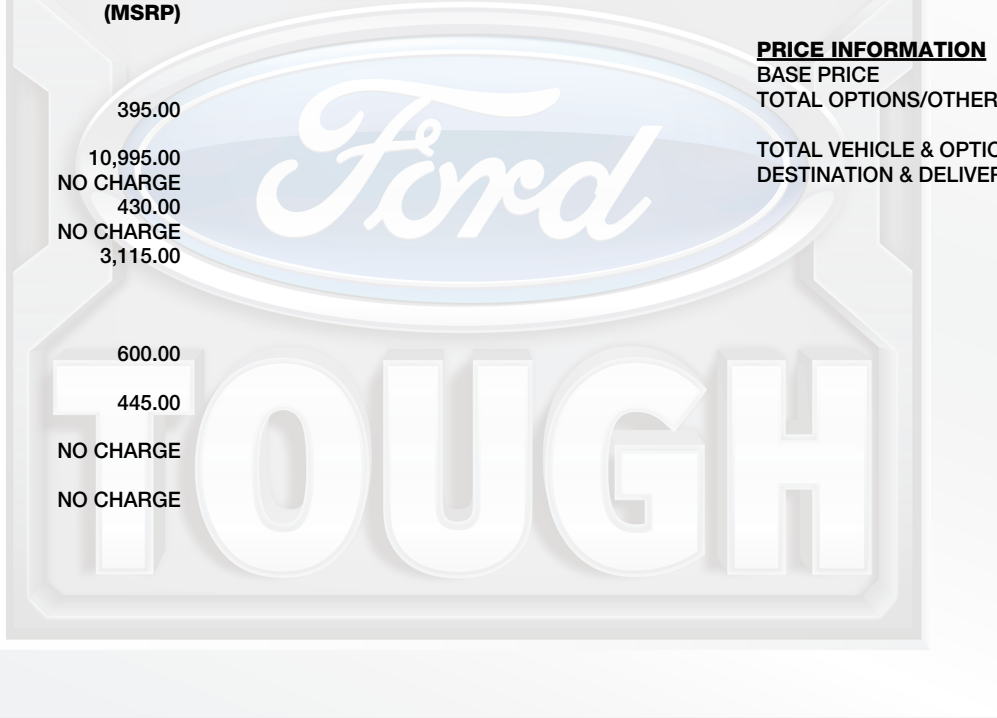 (MSRP)
395.00
10,995.00
NO CHARGE
430.00
NO CHARGE
3,115.00
600.00
445.00
NO CHARGE
NO CHARGE
PRICE INFORMATION
BASE PRICE
TOTAL OPTIONS/OTHER
TOTAL VEHICLE & OPTIO
DESTINATION & DELIVER
Ford
TOUGH